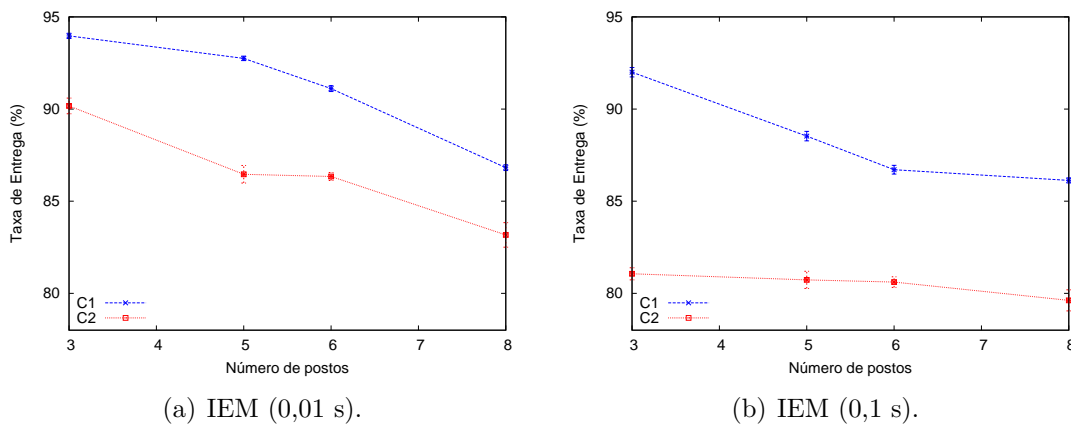 95
90
85
80
Taxa de Entrega (%)
C1
C2
3 4 5 6 7 8
Número de postos
(a) IEM (0,01 s).
95
90
85
80
Taxa de Entrega (%)
C1
C2
3 4 5 6 7 8
Número de postos
(b) IEM (0,1 s).